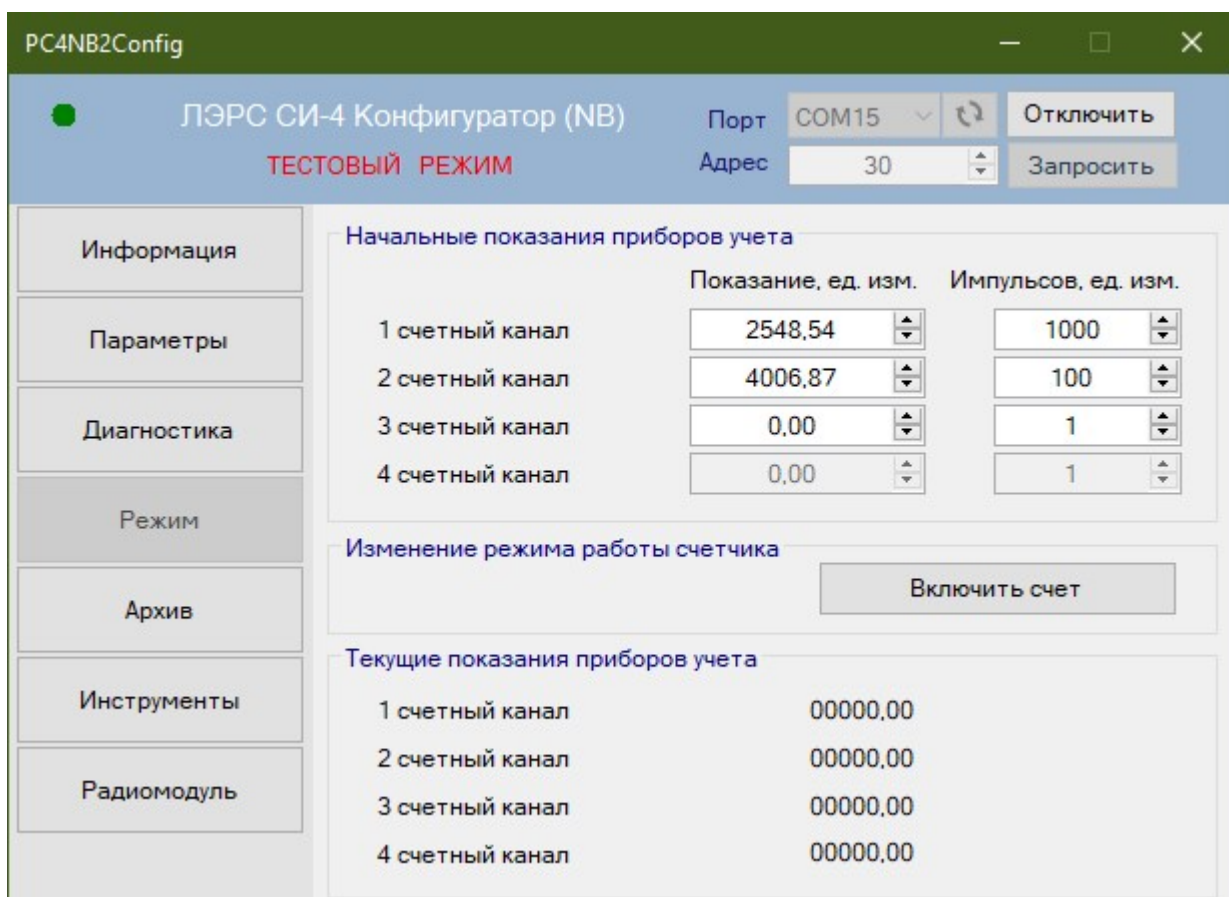 PC4NB2Config
ЛЭРС СИ-4 Конфигуратор (NB)
Порт COM15 Отключить
ТЕСТОВЫЙ РЕЖИМ
Адрес 30 Запросить
Информация
Параметры
Диагностика
Режим
Архив
Инструменты
Радиомодуль
Начальные показания приборов учета
Показание, ед. изм. Импульсов, ед. изм.
1 счетный канал 2548,54 1000
2 счетный канал 4006,87 100
3 счетный канал 0,00 1
4 счетный канал 0,00 1
Изменение режима работы счетчика
Включить счет
Текущие показания приборов учета
1 счетный канал 00000,00
2 счетный канал 00000,00
3 счетный канал 00000,00
4 счетный канал 00000,00